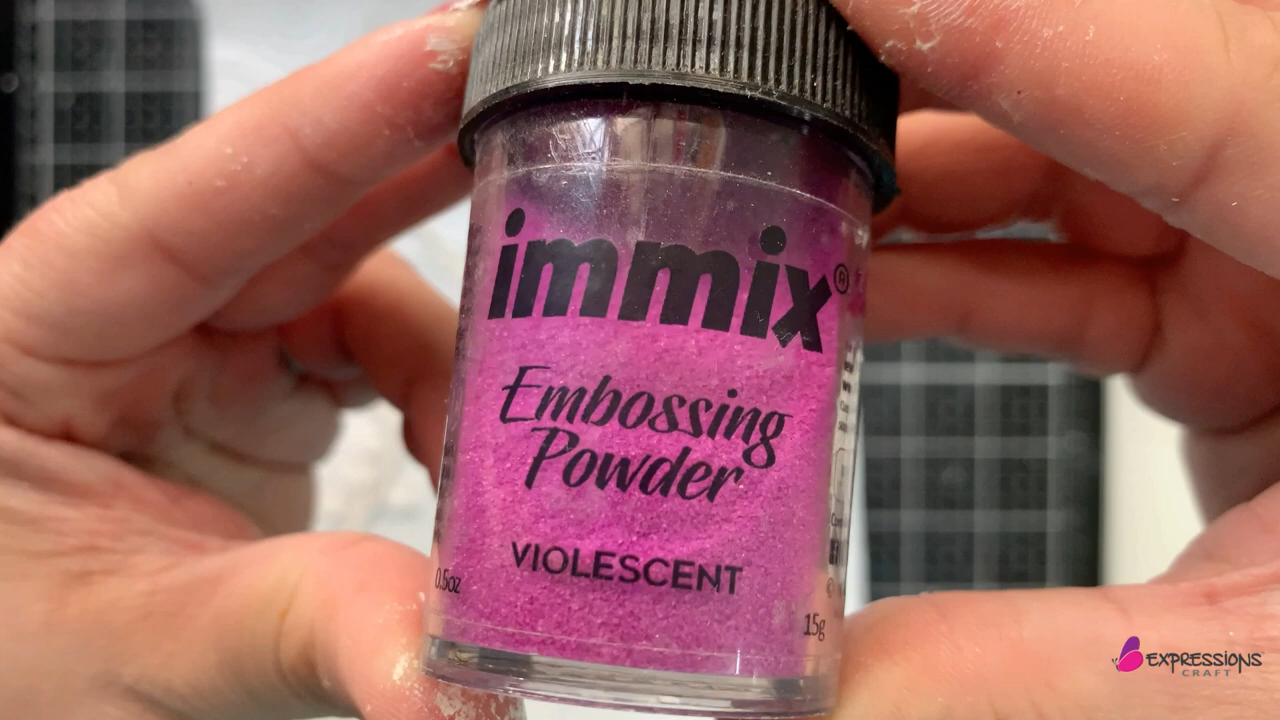 immix®
Embossing
Powder
VIOLESCENT
0.5oz
15g
EXPRESSIONS
CRAFT